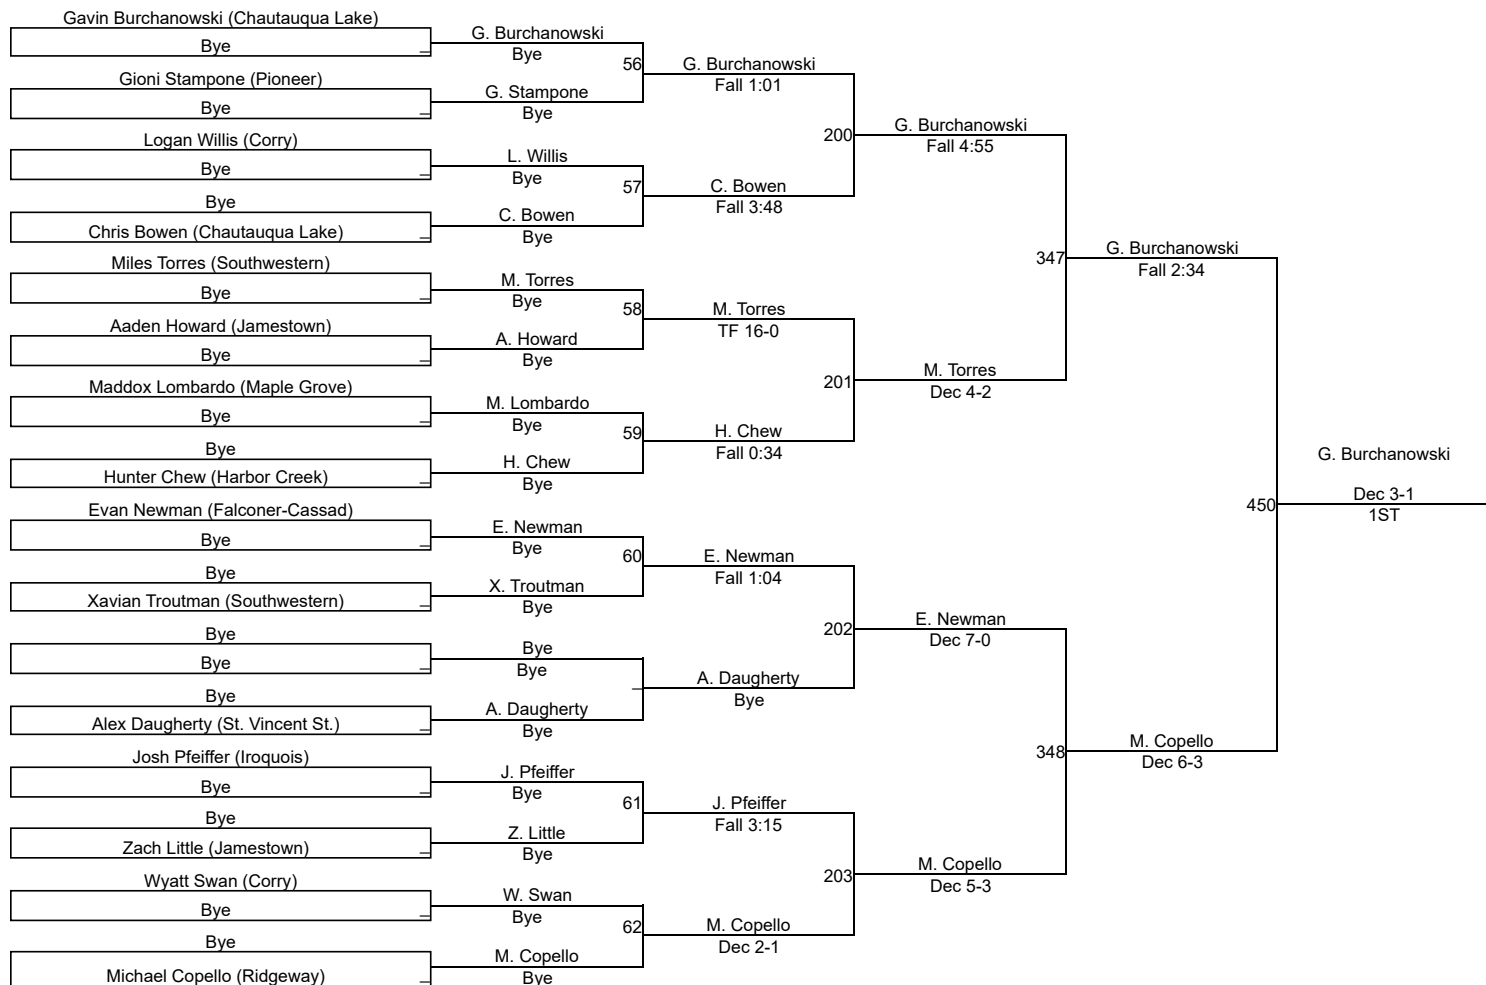 Gavin Burchanowski (Chautauqua Lake)
Bye
Gioni Stampone (Pioneer)
Bye
Logan Willis (Corry)
Bye
Bye
Chris Bowen (Chautauqua Lake)
Miles Torres (Southwestern)
Bye
Aaden Howard (Jamestown)
Bye
Maddox Lombardo (Maple Grove)
Bye
Bye
Hunter Chew (Harbor Creek)
Evan Newman (Falconer-Cassad)
Bye
Bye
Xavian Troutman (Southwestern)
Bye
Bye
Bye
Alex Daugherty (St. Vincent St.)
Josh Pfeiffer (Iroquois)
Bye
Bye
Zach Little (Jamestown)
Wyatt Swan (Corry)
Bye
Bye
Michael Copello (Ridgeway)
G. Burchanowski
Bye
56
G. Stampone
Bye
L. Willis
Bye
57
C. Bowen
Bye
M. Torres
Bye
58
A. Howard
Bye
M. Lombardo
Bye
59
H. Chew
Bye
E. Newman
Bye
60
X. Troutman
Bye
Bye
Bye
A. Daugherty
Bye
J. Pfeiffer
Bye
61
Z. Little
Bye
W. Swan
Bye
62
M. Copello
Bye
G. Burchanowski
Fall 1:01
200
C. Bowen
Fall 3:48
M. Torres
TF 16-0
201
H. Chew
Fall 0:34
E. Newman
Fall 1:04
202
A. Daugherty
Bye
J. Pfeiffer
Fall 3:15
203
M. Copello
Dec 2-1
G. Burchanowski
Fall 4:55
347
M. Torres
Dec 4-2
E. Newman
Dec 7-0
348
M. Copello
Dec 5-3
G. Burchanowski
Fall 2:34
450
M. Copello
Dec 6-3
G. Burchanowski
Dec 3-1
1ST